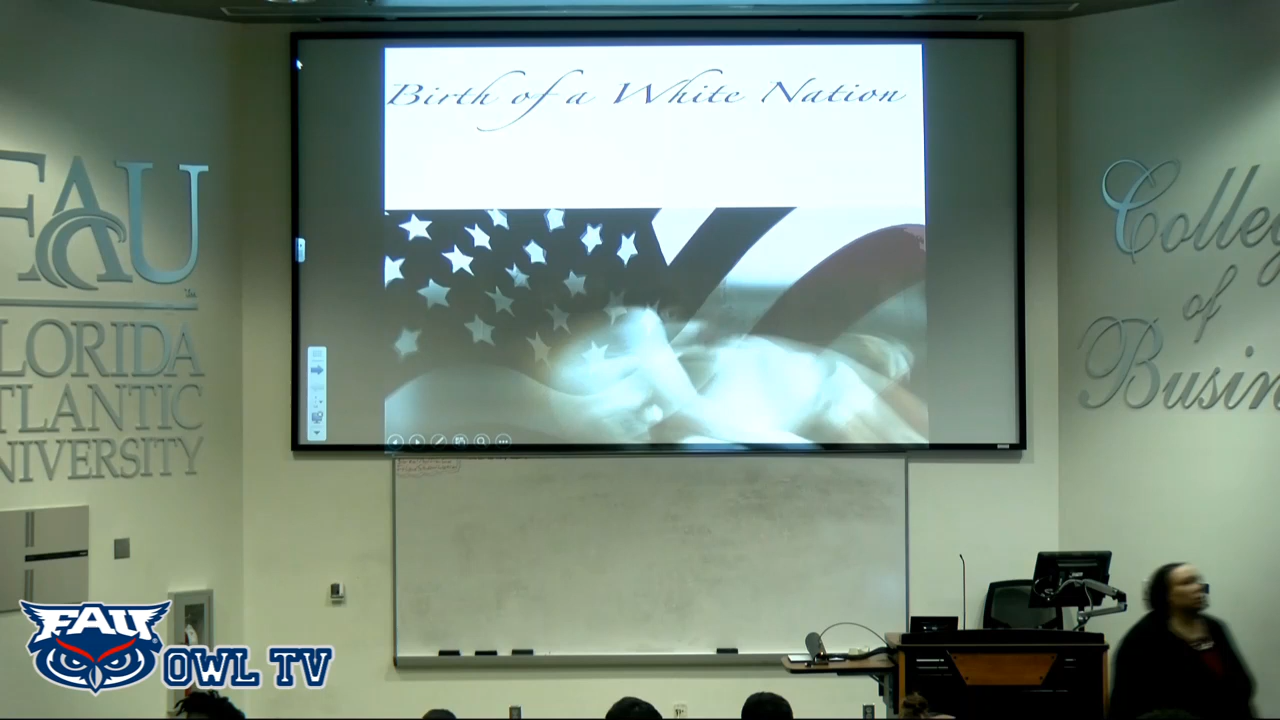 Birth of a White Nation
FAU
FLORIDA
ATLANTIC
UNIVERSITY
College
of
Busin
FAU
OWL TV